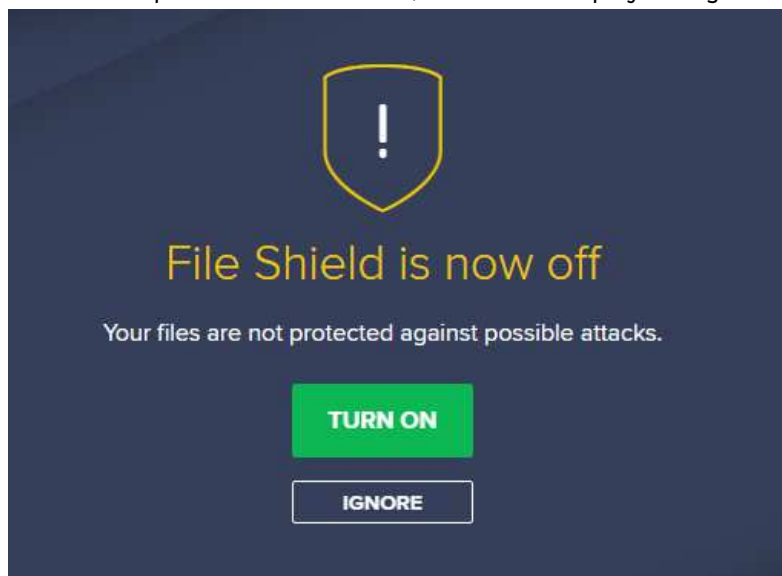 !
File Shield is now off
Your files are not protected against possible attacks.
TURN ON
IGNORE